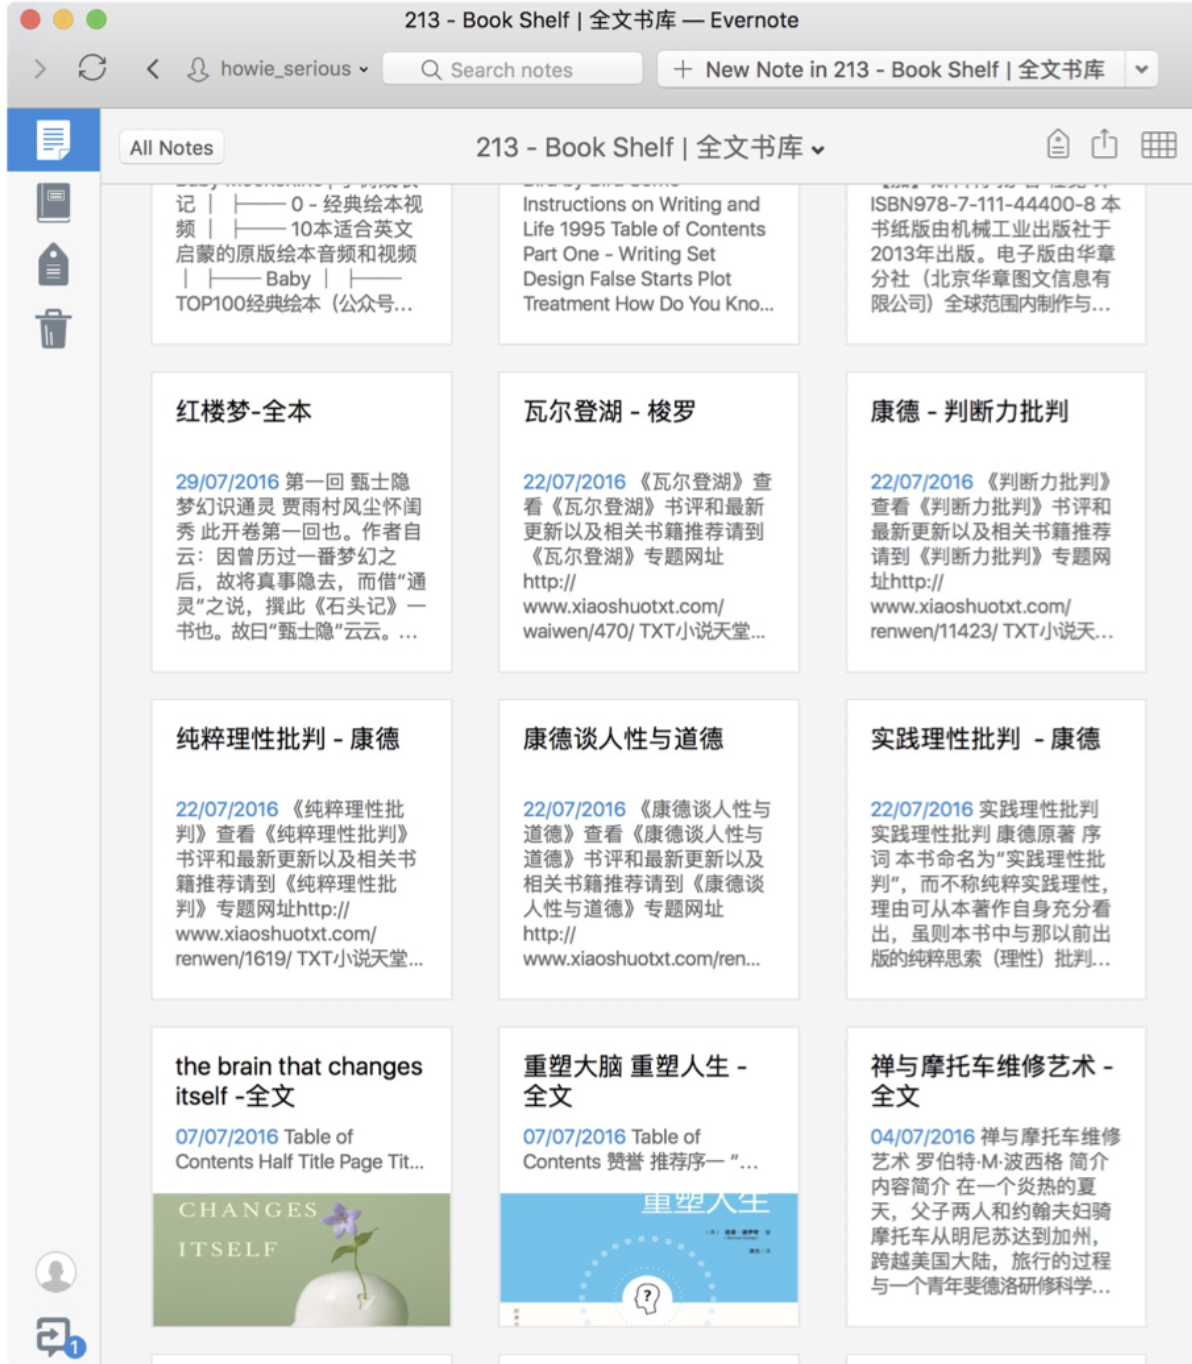 213 - Book Shelf | 全文书库 — Evernote
howie_serious
Search notes
New Note in 213 - Book Shelf | 全文书库
All Notes
213 - Book Shelf | 全文书库
记 | ├── 0 - 经典绘本视
频 | ├── 10本适合英文
启蒙的原版绘本音频和视频
| ├── Baby | ├──
TOP100经典绘本（公众号...
Bird by Bird Some
Instructions on Writing and
Life 1995 Table of Contents
Part One - Writing Set
Design False Starts Plot
Treatment How Do You Kno...
ISBN978-7-111-44400-8 本
书纸版由机械工业出版社于
2013年出版。电子版由华章
分社（北京华章图文信息有
限公司）全球范围内制作与...
红楼梦-全本
29/07/2016 第一回 甄士隐
梦幻识通灵 贾雨村风尘怀闺
秀 此开卷第一回也。作者自
云：因曾历过一番梦幻之
后，故将真事隐去，而借“通
灵”之说，撰此《石头记》一
书也。故曰“甄士隐”云云。...
瓦尔登湖 - 梭罗
22/07/2016 《瓦尔登湖》查
看《瓦尔登湖》书评和最新
更新以及相关书籍推荐请到
《瓦尔登湖》专题网址
http://
www.xiaoshuotxt.com/
waiwen/470/ TXT小说天堂...
康德 - 判断力批判
22/07/2016 《判断力批判》
查看《判断力批判》书评和
最新更新以及相关书籍推荐
请到《判断力批判》专题网
址http://
www.xiaoshuotxt.com/
renwen/11423/ TXT小说天...
纯粹理性批判 - 康德
22/07/2016 《纯粹理性批
判》查看《纯粹理性批判》
书评和最新更新以及相关书
籍推荐请到《纯粹理性批
判》专题网址http://
www.xiaoshuotxt.com/
renwen/1619/ TXT小说天堂...
康德谈人性与道德
22/07/2016 《康德谈人性与
道德》查看《康德谈人性与
道德》书评和最新更新以及
相关书籍推荐请到《康德谈
人性与道德》专题网址
http://
www.xiaoshuotxt.com/ren...
实践理性批判 - 康德
22/07/2016 实践理性批判
实践理性批判 康德原著 序
词 本书命名为“实践理性批
判”，而不称纯粹实践理性，
理由可从本著作自身充分看
出，虽则本书中与那以前出
版的纯粹思索（理性）批判...
the brain that changes
itself -全文
07/07/2016 Table of
Contents Half Title Page Tit...
CHANGES
ITSELF
重塑大脑 重塑人生 -
全文
07/07/2016 Table of
Contents 赞誉 推荐序一 “...
重塑人生
?
禅与摩托车维修艺术 -
全文
04/07/2016 禅与摩托车维修
艺术 罗伯特·M·波西格 简介
内容简介 在一个炎热的夏
天，父子两人和约翰夫妇骑
摩托车从明尼苏达到加州，
跨越美国大陆，旅行的过程
与一个青年斐德洛研修科学...
1